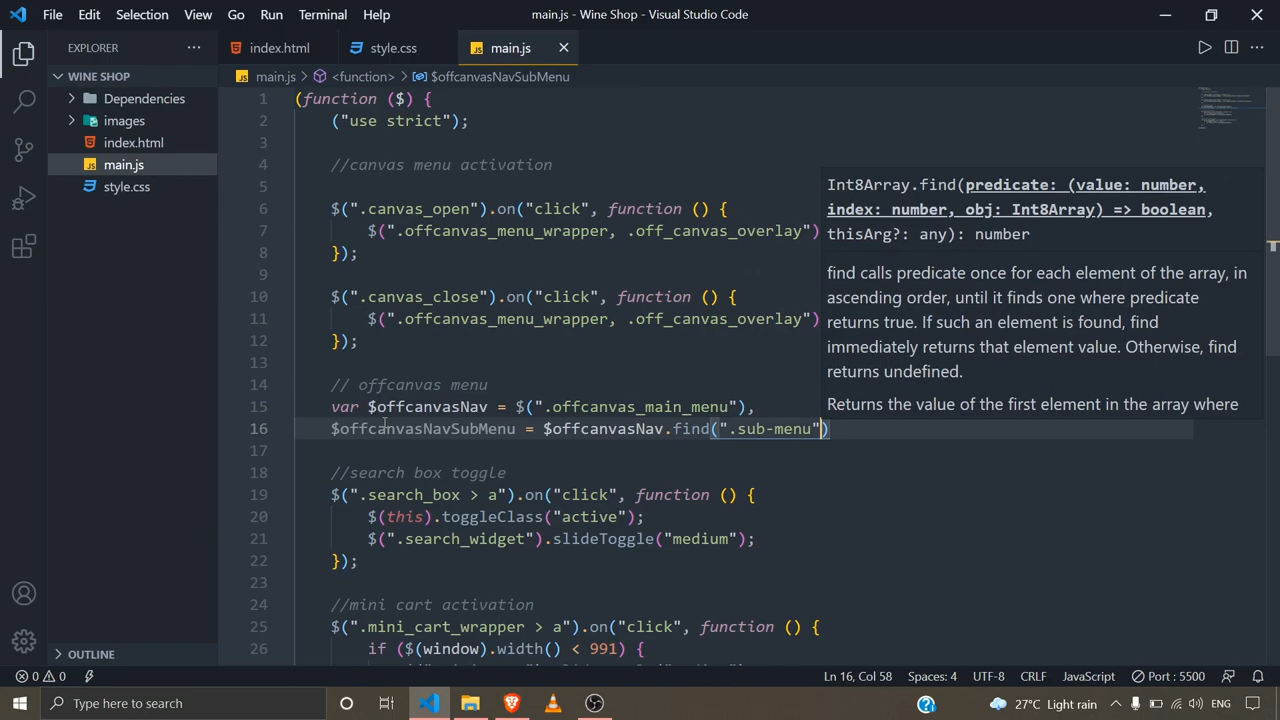 File Edit Selection View Go Run Terminal Help main.js - Wine Shop - Visual Studio Code
EXPLORER ... index.html style.css JS main.js
WINE SHOP
JS main.js > <function> > $offcanvasNavSubMenu
Dependencies
images
index.html
JS main.js
style.css
1 (function ($) {
2 ("use strict");
3
4 //canvas menu activation
5
6 $(".canvas_open").on("click", function () {
7 $(".offcanvas_menu_wrapper, .off_canvas_overlay")
8 });
9
10 $(".canvas_close").on("click", function () {
11 $(".offcanvas_menu_wrapper, .off_canvas_overlay")
12 });
13
14 // offcanvas menu
15 var $offcanvasNav = $(".offcanvas_main_menu"),
16 $offcanvasNavSubMenu = $offcanvasNav.find(".sub-menu")
17
18 //search box toggle
19 $(".search_box > a").on("click", function () {
20 $(this).toggleClass("active");
21 $(".search_widget").slideToggle("medium");
22 });
23
24 //mini cart activation
25 $(".mini_cart_wrapper > a").on("click", function () {
26 if ($(window).width() < 991) {
Int8Array.find(predicate: (value: number,
index: number, obj: Int8Array) => boolean,
thisArg?: any): number
find calls predicate once for each element of the array, in
ascending order, until it finds one where predicate
returns true. If such an element is found, find
immediately returns that element value. Otherwise, find
returns undefined.
Returns the value of the first element in the array where
OUTLINE
0 0 Ln 16, Col 58 Spaces: 4 UTF-8 CRLF JavaScript Port : 5500
Type here to search 27°C Light rain ENG